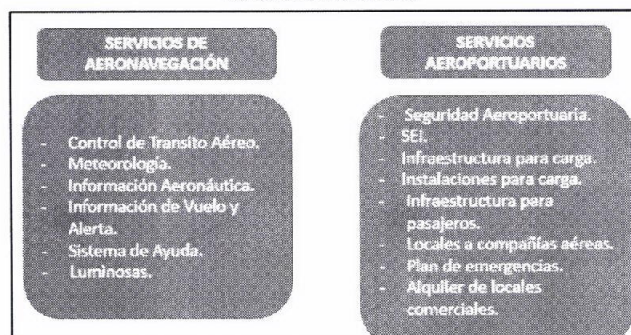 SERVICIOS DE
AERONAVEGACIÓN
- Control de Transito Aéreo.
- Meteorología.
- Información Aeronáutica.
- Información de Vuelo y
Alerta.
- Sistema de Ayuda.
- Luminosas.
SERVICIOS
AEROPORTUARIOS
- Seguridad Aeroportuaria.
- SEI.
- Infraestructura para carga.
- Instalaciones para carga.
- Infraestructura para
pasajeros.
- Locales a compañías aéreas.
- Plan de emergencias.
- Alquiler de locales
comerciales.